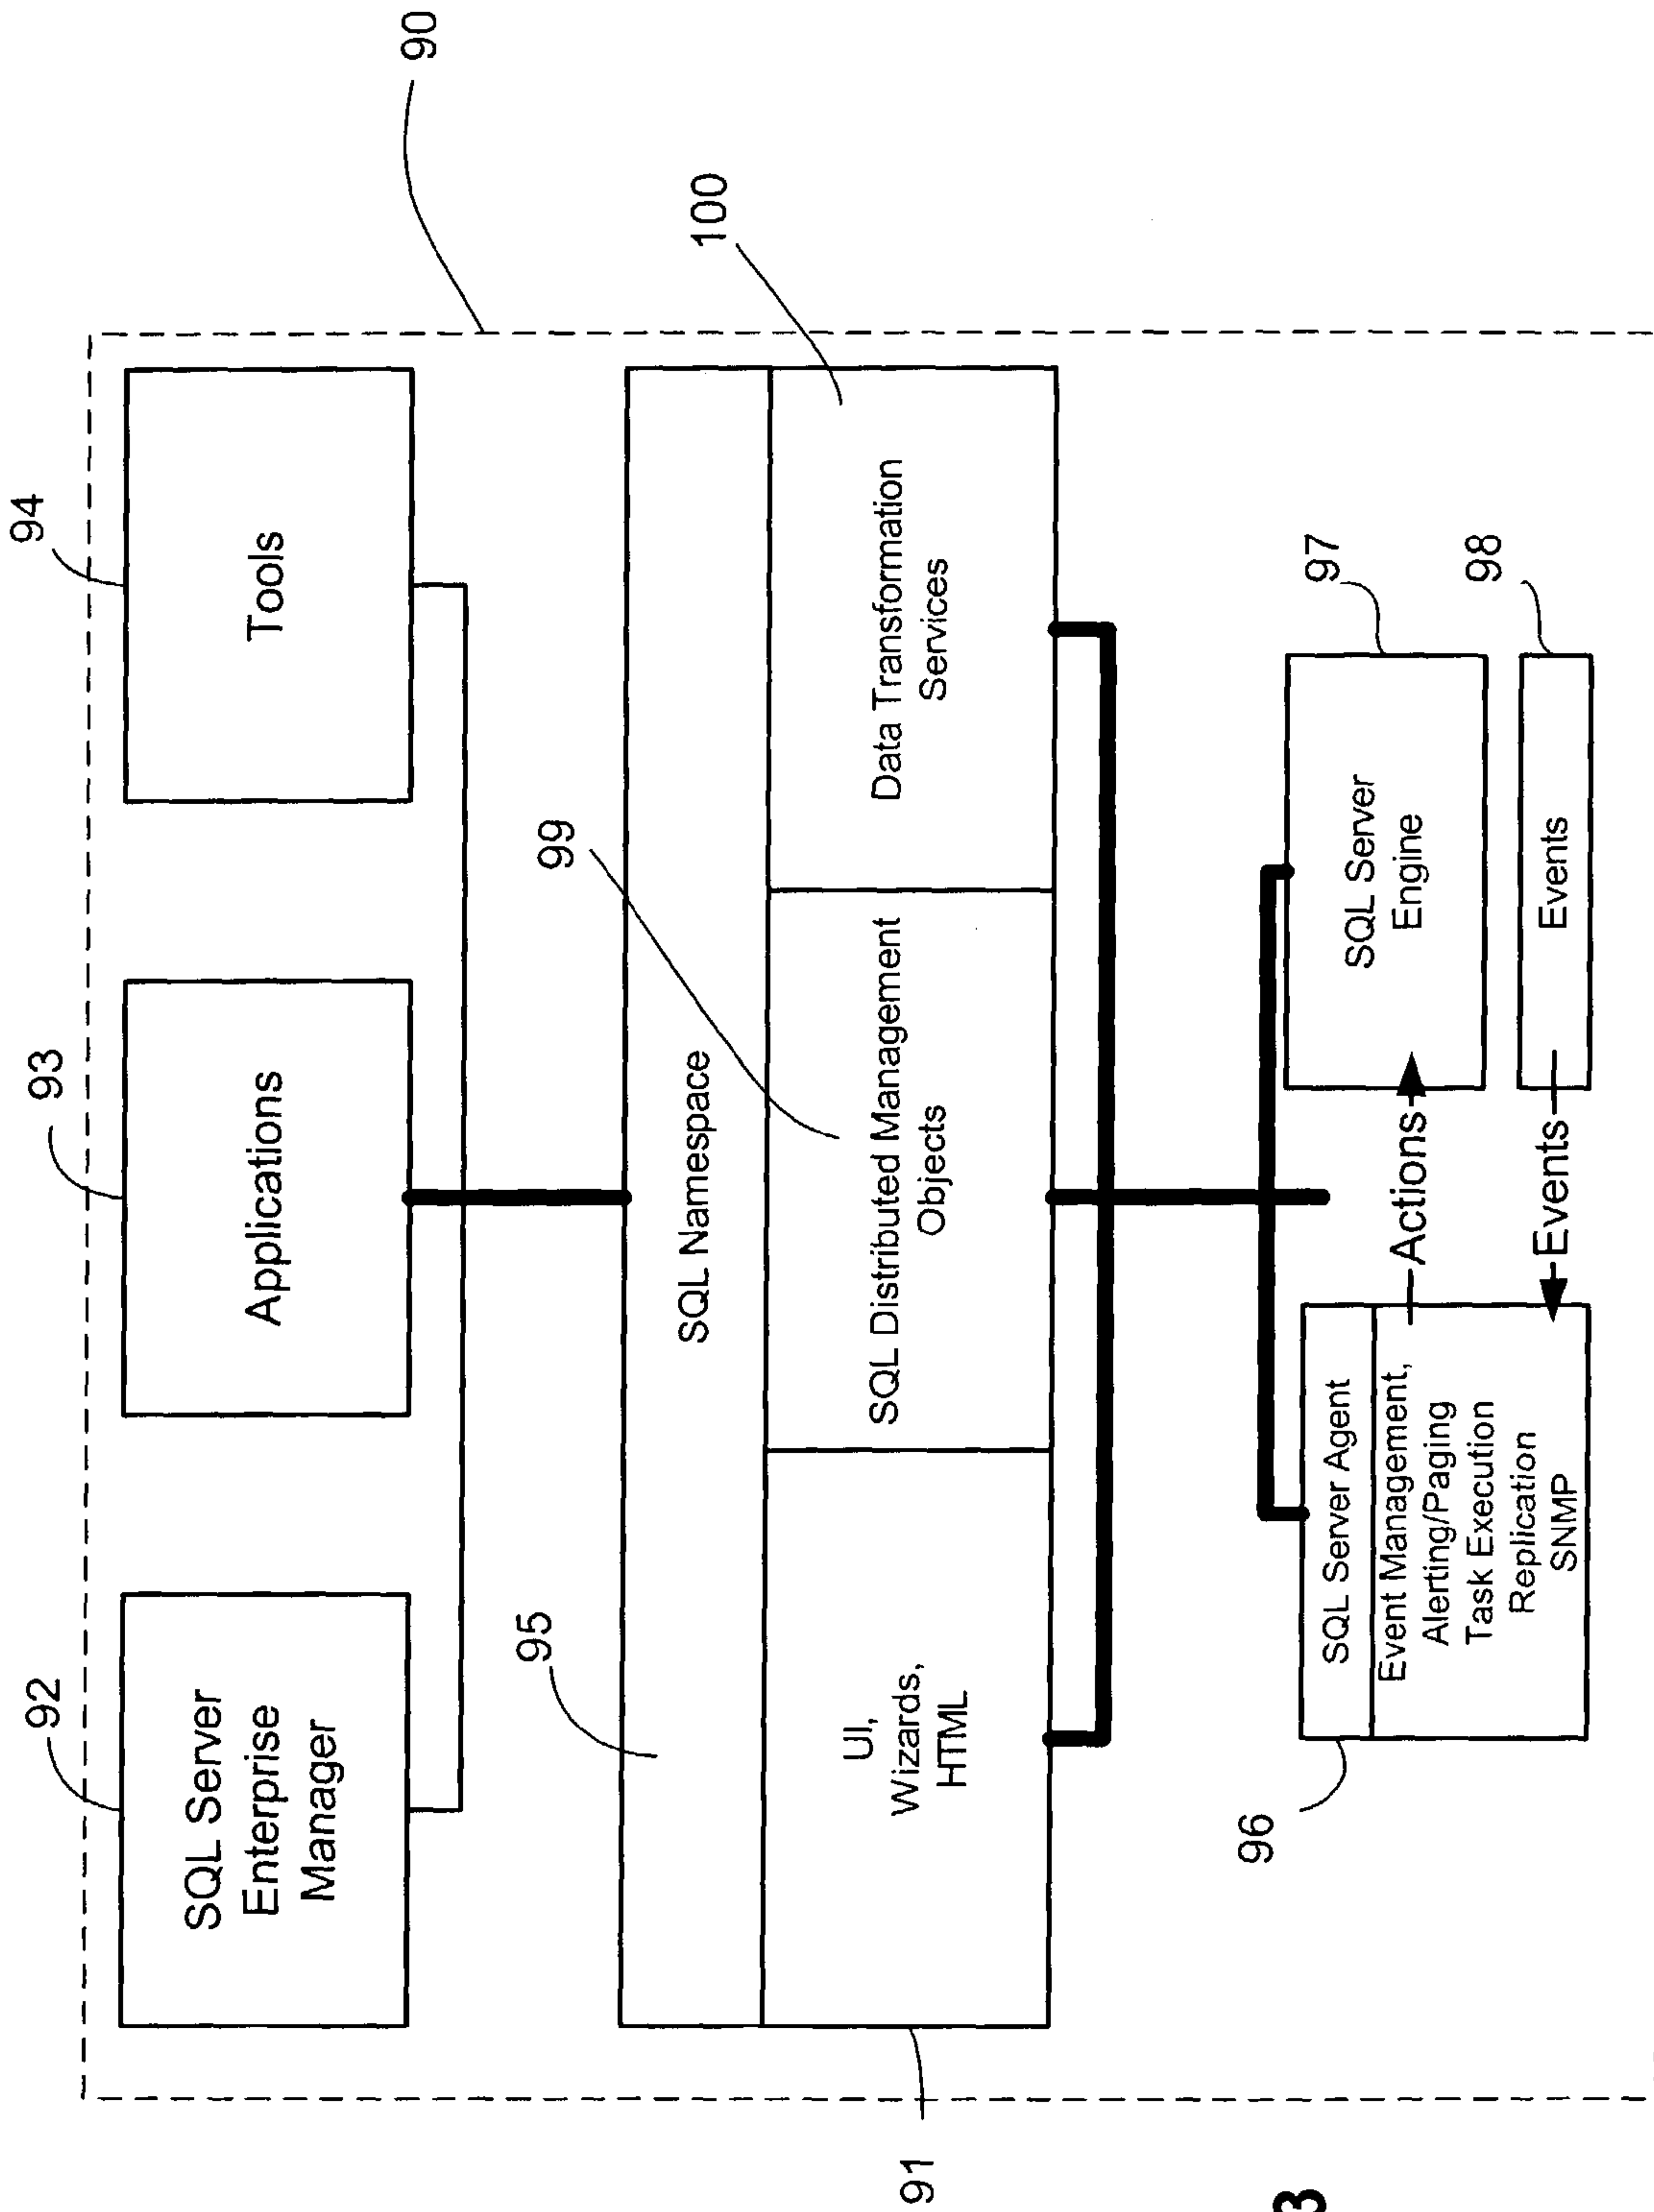 90
92
93
94
SQL Server
Enterprise
Manager
Applications
Tools
95
99
100
SQL Namespace
91
UI,
Wizards,
HTML
SQL Distributed Management
Objects
Data Transformation
Services
96
SQL Server Agent
Event Management,
Alerting/Paging
Task Execution
Replication
SNMP
Actions
Events
97
SQL Server
Engine
98
Events
3